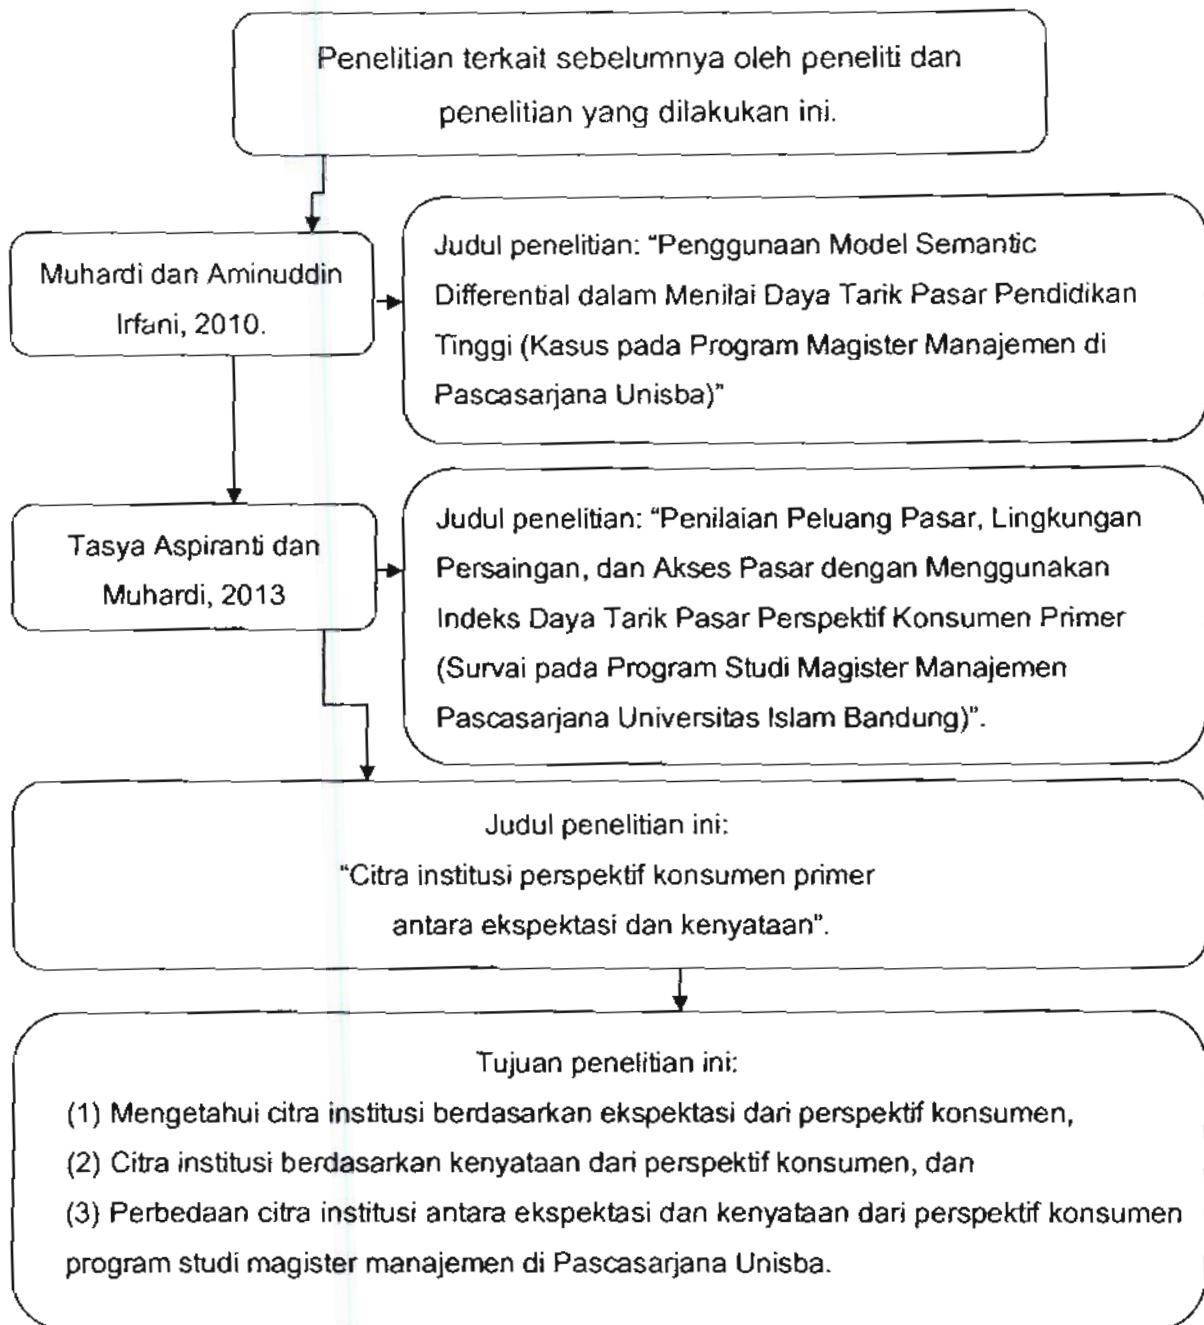 Penelitian terkait sebelumnya oleh peneliti dan
penelitian yang dilakukan ini.
Muhardi dan Aminuddin
Irfani, 2010.
Judul penelitian: “Penggunaan Model Semantic
Differential dalam Menilai Daya Tarik Pasar Pendidikan
Tinggi (Kasus pada Program Magister Manajemen di
Pascasarjana Unisba)”
Tasya Aspiranti dan
Muhardi, 2013
Judul penelitian: “Penilaian Peluang Pasar, Lingkungan
Persaingan, dan Akses Pasar dengan Menggunakan
Indeks Daya Tarik Pasar Perspektif Konsumen Primer
(Survai pada Program Studi Magister Manajemen
Pascasarjana Universitas Islam Bandung)”.
Judul penelitian ini:
“Citra institusi perspektif konsumen primer
antara ekspektasi dan kenyataan”.
Tujuan penelitian ini:
(1) Mengetahui citra institusi berdasarkan ekspektasi dari perspektif konsumen,
(2) Citra institusi berdasarkan kenyataan dari perspektif konsumen, dan
(3) Perbedaan citra institusi antara ekspektasi dan kenyataan dari perspektif konsumen
program studi magister manajemen di Pascasarjana Unisba.